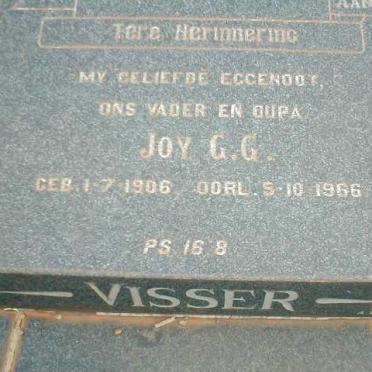 AAN
Tere Herinnering
MY GELIEFDE EGGENOOT,
ONS VADER EN OUPA,
JOY G.G.
GEB. 1-7-1906 OORL. 5-10-1966
PS. 16:8
VISSER